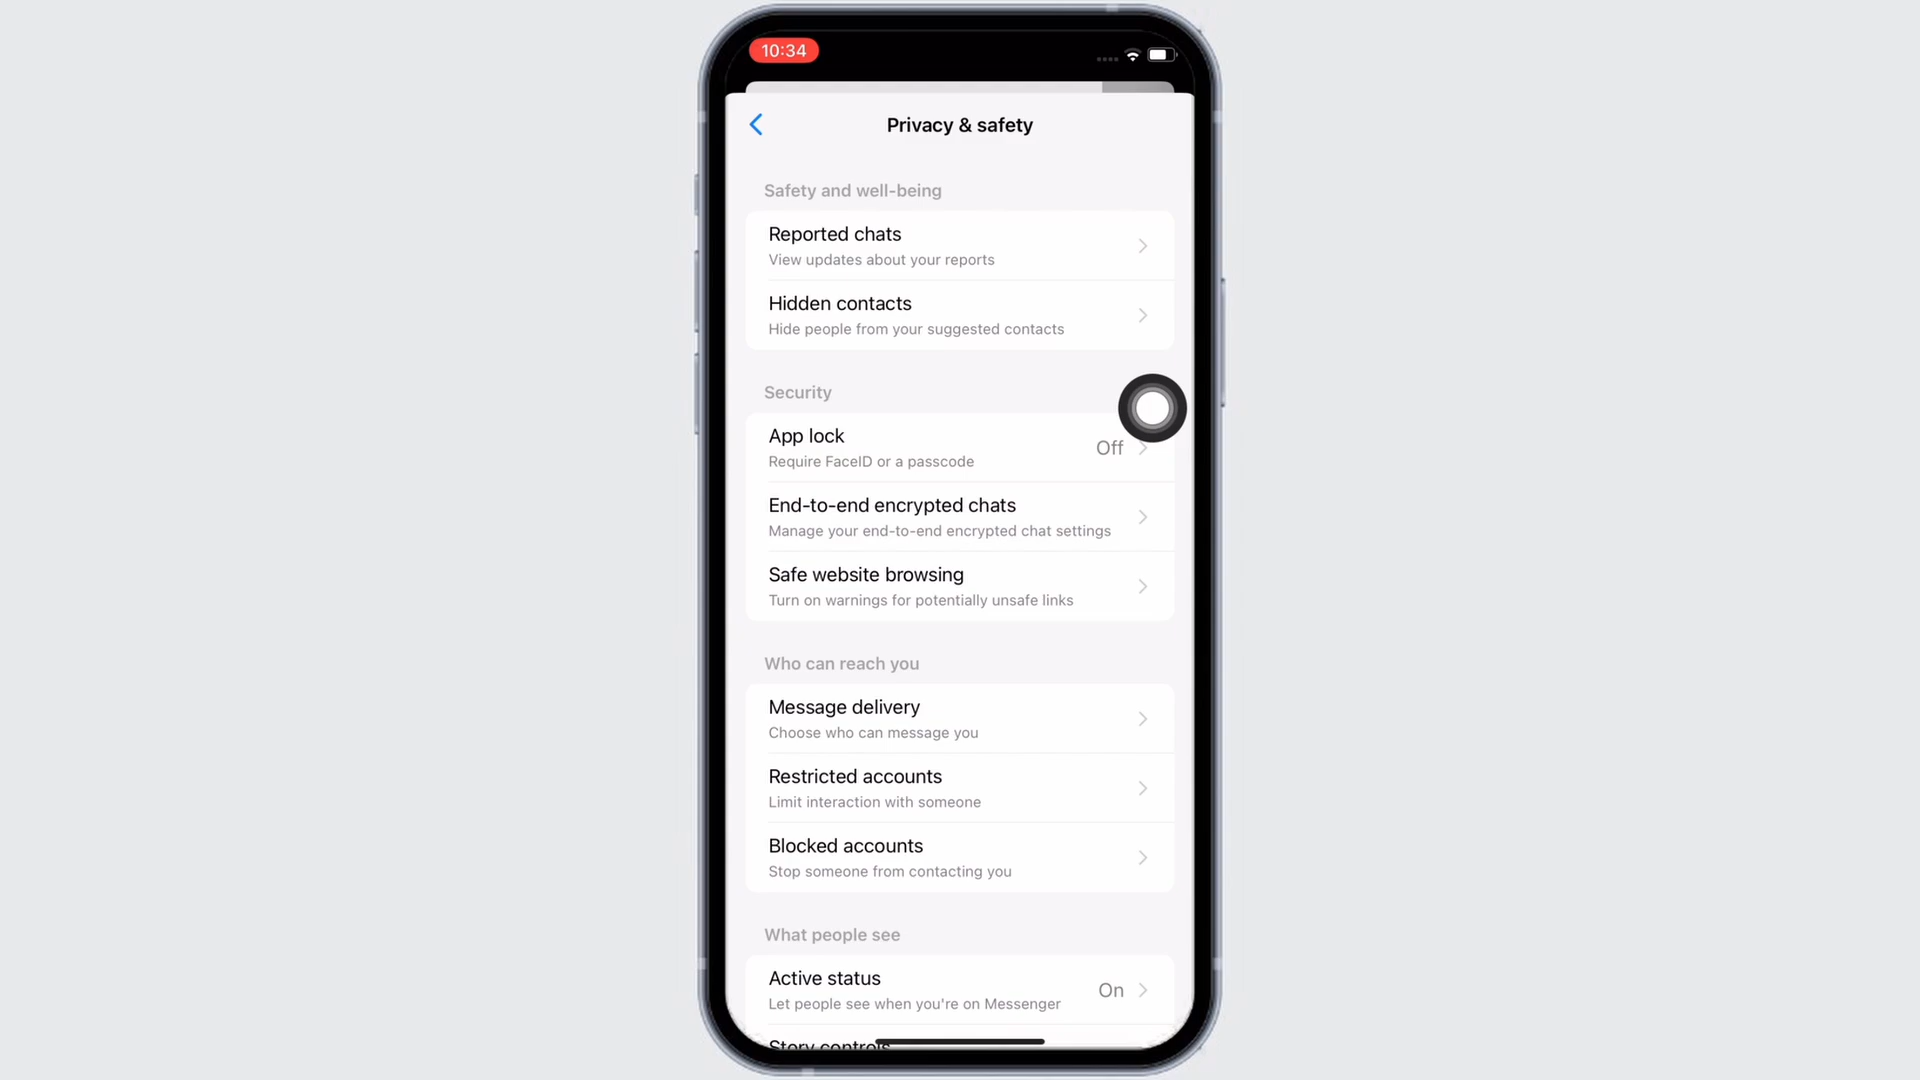 10:34
Privacy & safety
Safety and well-being
Reported chats
View updates about your reports
Hidden contacts
Hide people from your suggested contacts
Security
App lock
Off
Require FaceID or a passcode
End-to-end encrypted chats
Manage your end-to-end encrypted chat settings
Safe website browsing
Turn on warnings for potentially unsafe links
Who can reach you
Message delivery
Choose who can message you
Restricted accounts
Limit interaction with someone
Blocked accounts
Stop someone from contacting you
What people see
Active status
On
Let people see when you're on Messenger
Story controls